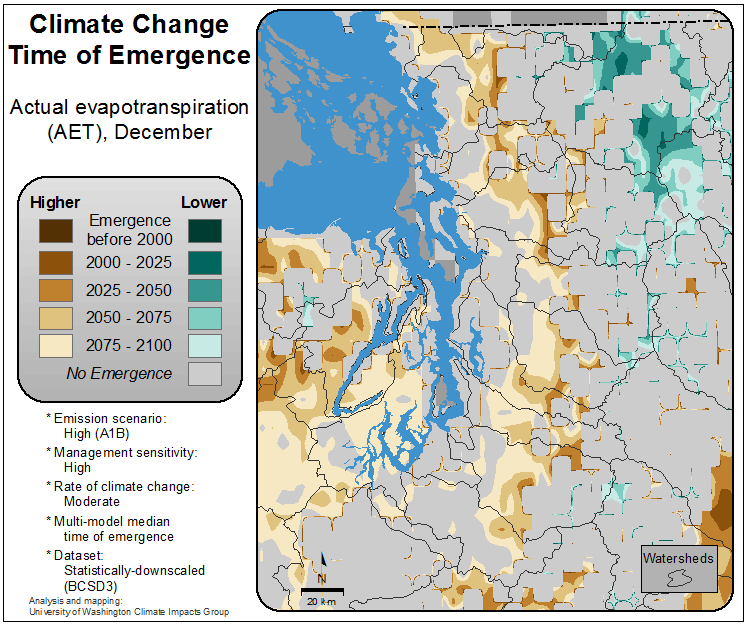 Climate Change
Time of Emergence
Actual evapotranspiration
(AET), December
Higher Lower
Emergence
before 2000
2000 - 2025
2025 - 2050
2050 - 2075
2075 - 2100
No Emergence
* Emission scenario:
High (A1B)
* Management sensitivity:
High
* Rate of climate change:
Moderate
* Multi-model median
time of emergence
* Dataset:
Statistically-downscaled
(BCSD3)
Analysis and mapping:
University of Washington Climate Impacts Group
N
20 km
Watersheds